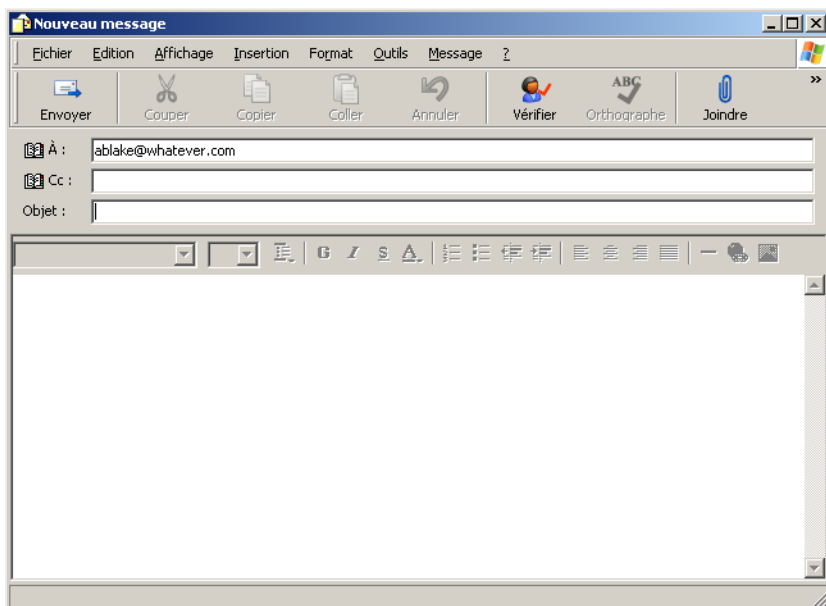 Nouveau message
Fichier Edition Affichage Insertion Format Outils Message ?
ABC
Envoyer Couper Copier Coller Annuler Vérifier Orthographe Joindre »
À : ablake@whatever.com
Cc :
Objet :
G I S A